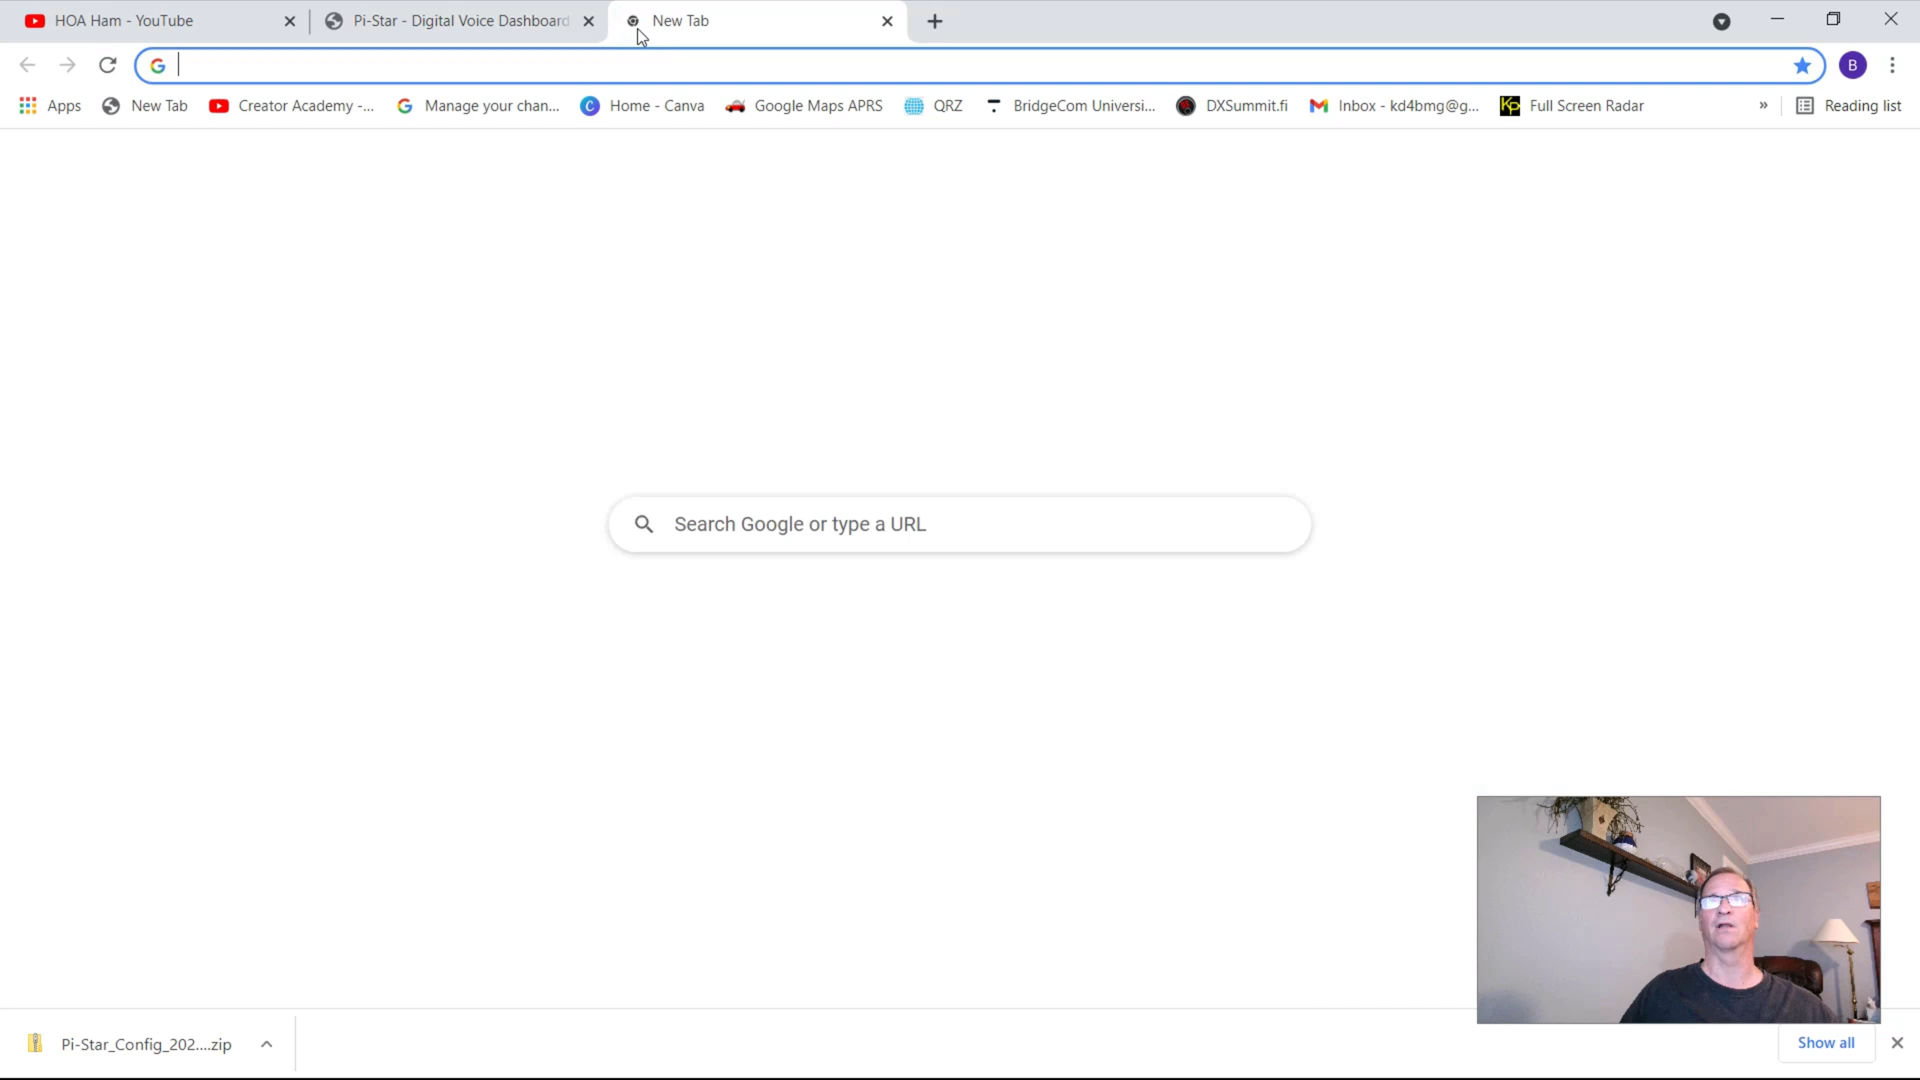 HOA Ham - YouTube
Pi-Star - Digital Voice Dashboard
New Tab
G
B
Apps
New Tab
Creator Academy -...
G
Manage your chan...
C
Home - Canva
Google Maps APRS
QRZ
BridgeCom Universi...
DXSummit.fi
Inbox - kd4bmg@g...
KP
Full Screen Radar
»
Reading list
Search Google or type a URL
Pi-Star_Config_202....zip
Show all